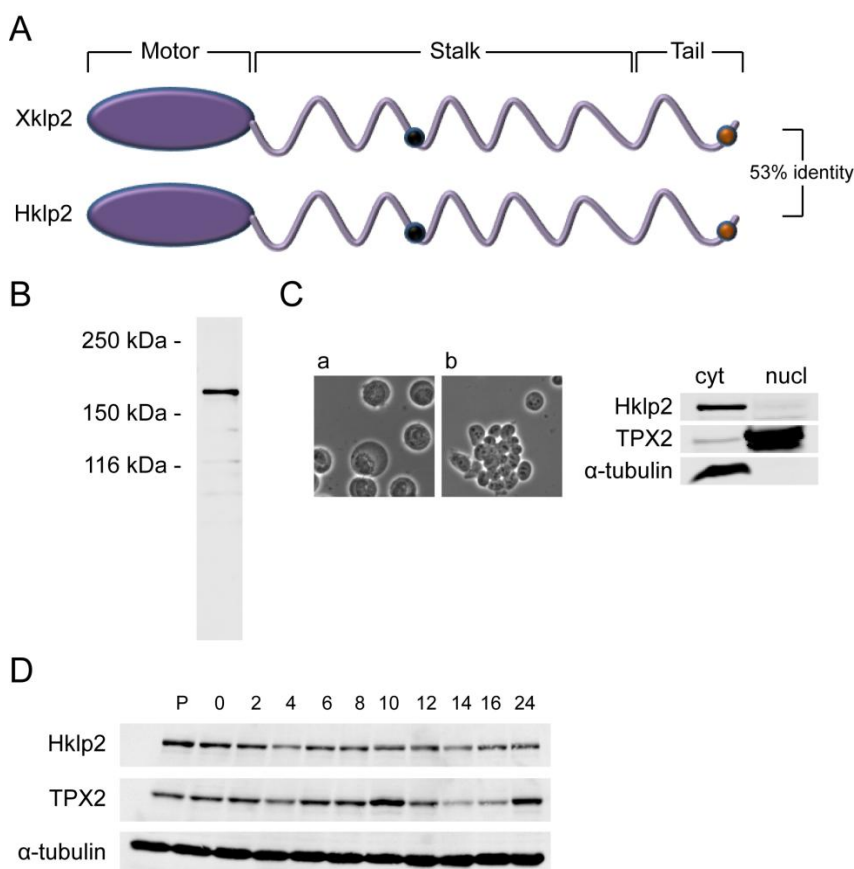 A
Motor Stalk Tail
Xklp2
53% identity
Hklp2
B
250 kDa -
150 kDa -
116 kDa -
C
a b
cyt nucl
Hklp2
TPX2
α-tubulin
D
P 0 2 4 6 8 10 12 14 16 24
Hklp2
TPX2
α-tubulin